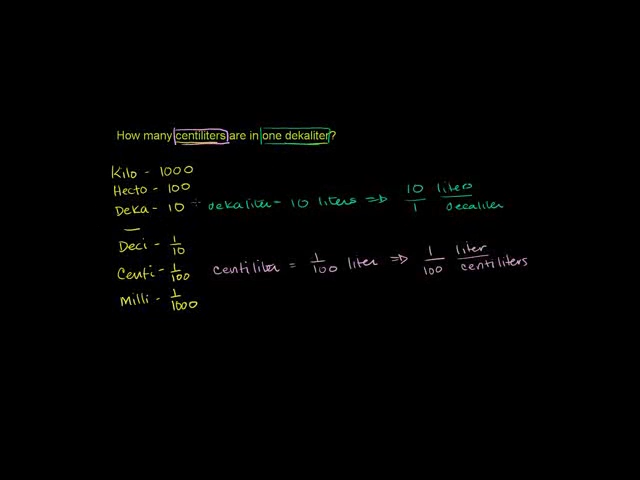 How many centiliters are in one dekaliter?
Kilo - 1000
Hecto - 100
Deka - 10 dekaliter - 10 liters ⇒ 10/1 liters/decaliter
Deci - 1/10
Centi - 1/100 centiliter = 1/100 liter ⇒ 1/100 liter/centiliters
Milli - 1/1000